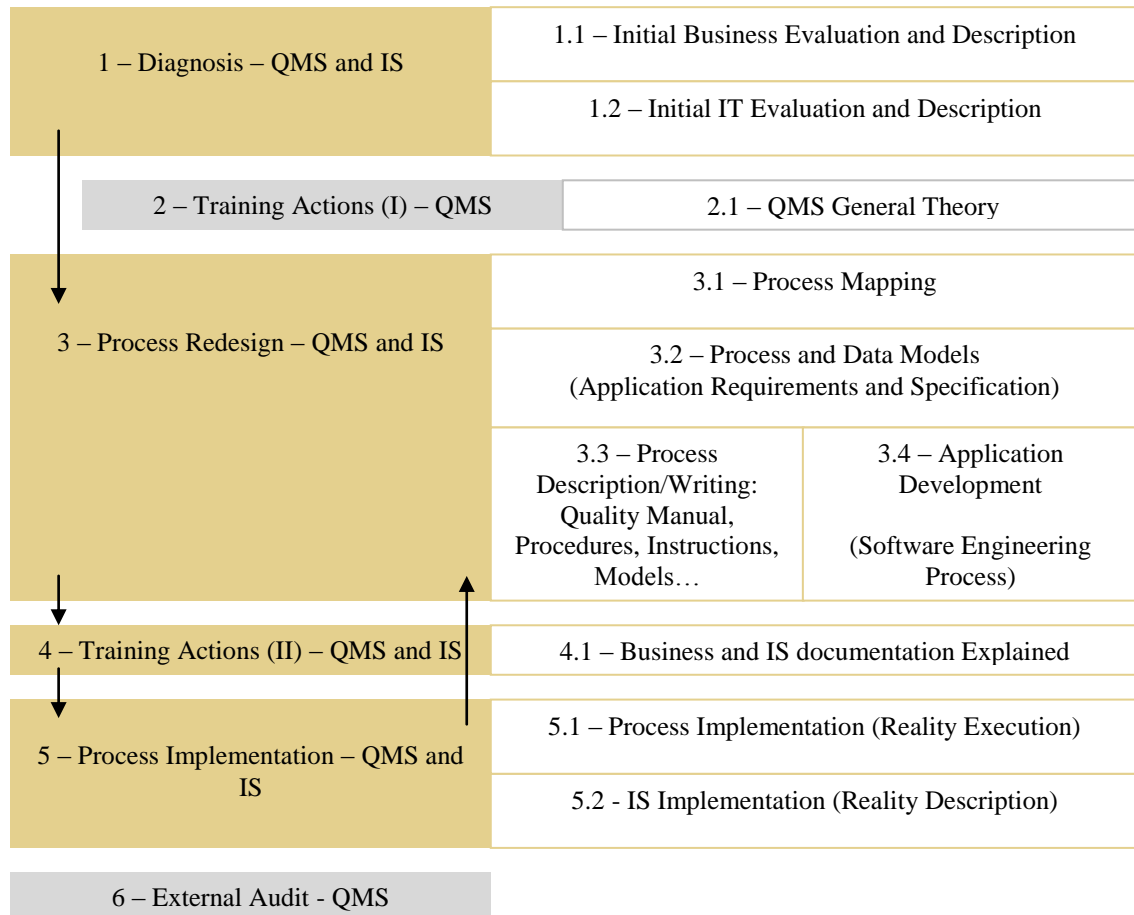 1 – Diagnosis – QMS and IS
1.1 – Initial Business Evaluation and Description
1.2 – Initial IT Evaluation and Description
2 – Training Actions (I) – QMS
2.1 – QMS General Theory
3 – Process Redesign – QMS and IS
3.1 – Process Mapping
3.2 – Process and Data Models
(Application Requirements and Specification)
3.3 – Process
Description/Writing:
Quality Manual,
Procedures, Instructions,
Models…
3.4 – Application
Development
(Software Engineering
Process)
4 – Training Actions (II) – QMS and IS
4.1 – Business and IS documentation Explained
5 – Process Implementation – QMS and
IS
5.1 – Process Implementation (Reality Execution)
5.2 - IS Implementation (Reality Description)
6 – External Audit - QMS